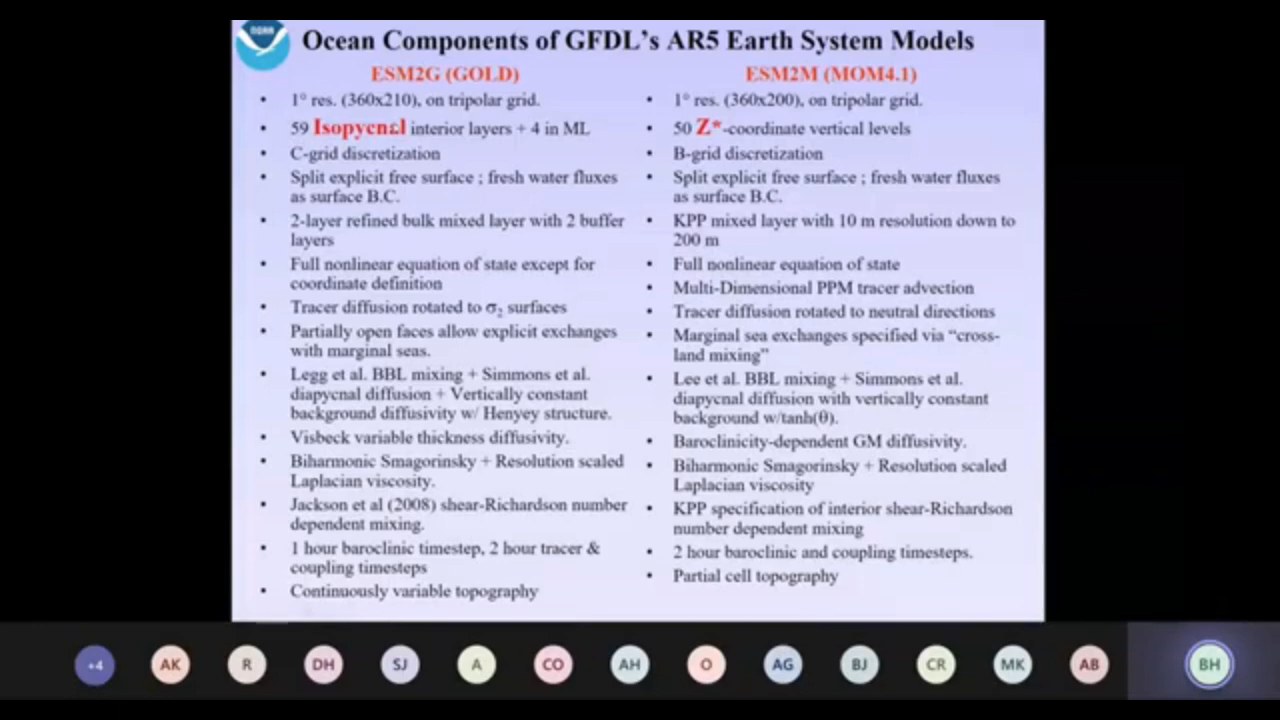 NOAA
Ocean Components of GFDL's AR5 Earth System Models
ESM2G (GOLD)
• 1° res. (360x210), on tripolar grid.
• 59 Isopycnal interior layers + 4 in ML
• C-grid discretization
• Split explicit free surface ; fresh water fluxes
as surface B.C.
• 2-layer refined bulk mixed layer with 2 buffer
layers
• Full nonlinear equation of state except for
coordinate definition
• Tracer diffusion rotated to σ₂ surfaces
• Partially open faces allow explicit exchanges
with marginal seas.
• Legg et al. BBL mixing + Simmons et al.
diapycnal diffusion + Vertically constant
background diffusivity w/ Henyey structure.
• Visbeck variable thickness diffusivity.
• Biharmonic Smagorinsky + Resolution scaled
Laplacian viscosity.
• Jackson et al (2008) shear-Richardson number
dependent mixing.
• 1 hour baroclinic timestep, 2 hour tracer &
coupling timesteps
• Continuously variable topography
ESM2M (MOM4.1)
• 1° res. (360x200), on tripolar grid.
• 50 Z*-coordinate vertical levels
• B-grid discretization
• Split explicit free surface ; fresh water fluxes
as surface B.C.
• KPP mixed layer with 10 m resolution down to
200 m
• Full nonlinear equation of state
• Multi-Dimensional PPM tracer advection
• Tracer diffusion rotated to neutral directions
• Marginal sea exchanges specified via “cross-
land mixing”
• Lee et al. BBL mixing + Simmons et al.
diapycnal diffusion with vertically constant
background w/tanh(θ).
• Baroclinicity-dependent GM diffusivity.
• Biharmonic Smagorinsky + Resolution scaled
Laplacian viscosity
• KPP specification of interior shear-Richardson
number dependent mixing
• 2 hour baroclinic and coupling timesteps.
• Partial cell topography
+4 AK R DH SJ A CO AH O AG BJ CR MK AB BH